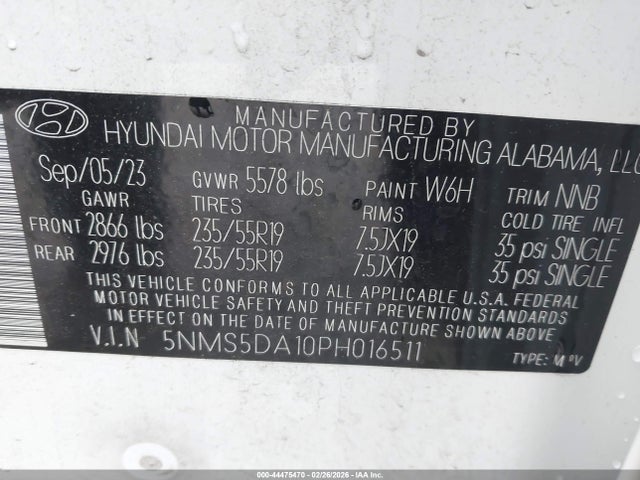 MANUFACTURED BY
HYUNDAI MOTOR MANUFACTURING ALABAMA, LLC
Sep/05/23 GVWR 5578 lbs PAINT W6H TRIM NNB
GAWR TIRES RIMS COLD TIRE INFL
FRONT 2866 lbs 235/55R19 7.5JX19 35 psi SINGLE
REAR 2976 lbs 235/55R19 7.5JX19 35 psi SINGLE
THIS VEHICLE CONFORMS TO ALL APPLICABLE U.S.A. FEDERAL
MOTOR VEHICLE SAFETY AND THEFT PREVENTION STANDARDS
IN EFFECT ON THE DATE OF MANUFACTURE SHOWN ABOVE
V.I.N 5NMS5DA10PH016511
TYPE: M°V
000-44475470 02/26/2026 - COPYRIGHT IAAI, INC.